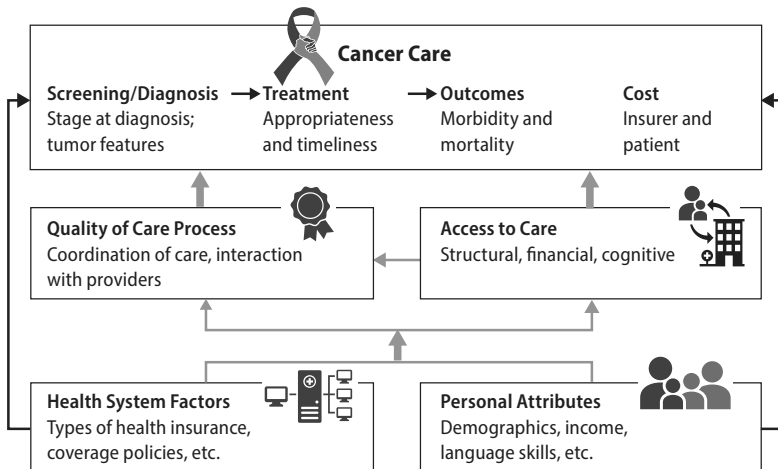 Cancer Care
Screening/Diagnosis
Stage at diagnosis;
tumor features
Treatment
Appropriateness
and timeliness
Outcomes
Morbidity and
mortality
Cost
Insurer and
patient
Quality of Care Process
Coordination of care, interaction
with providers
Access to Care
Structural, financial, cognitive
Health System Factors
Types of health insurance,
coverage policies, etc.
Personal Attributes
Demographics, income,
language skills, etc.